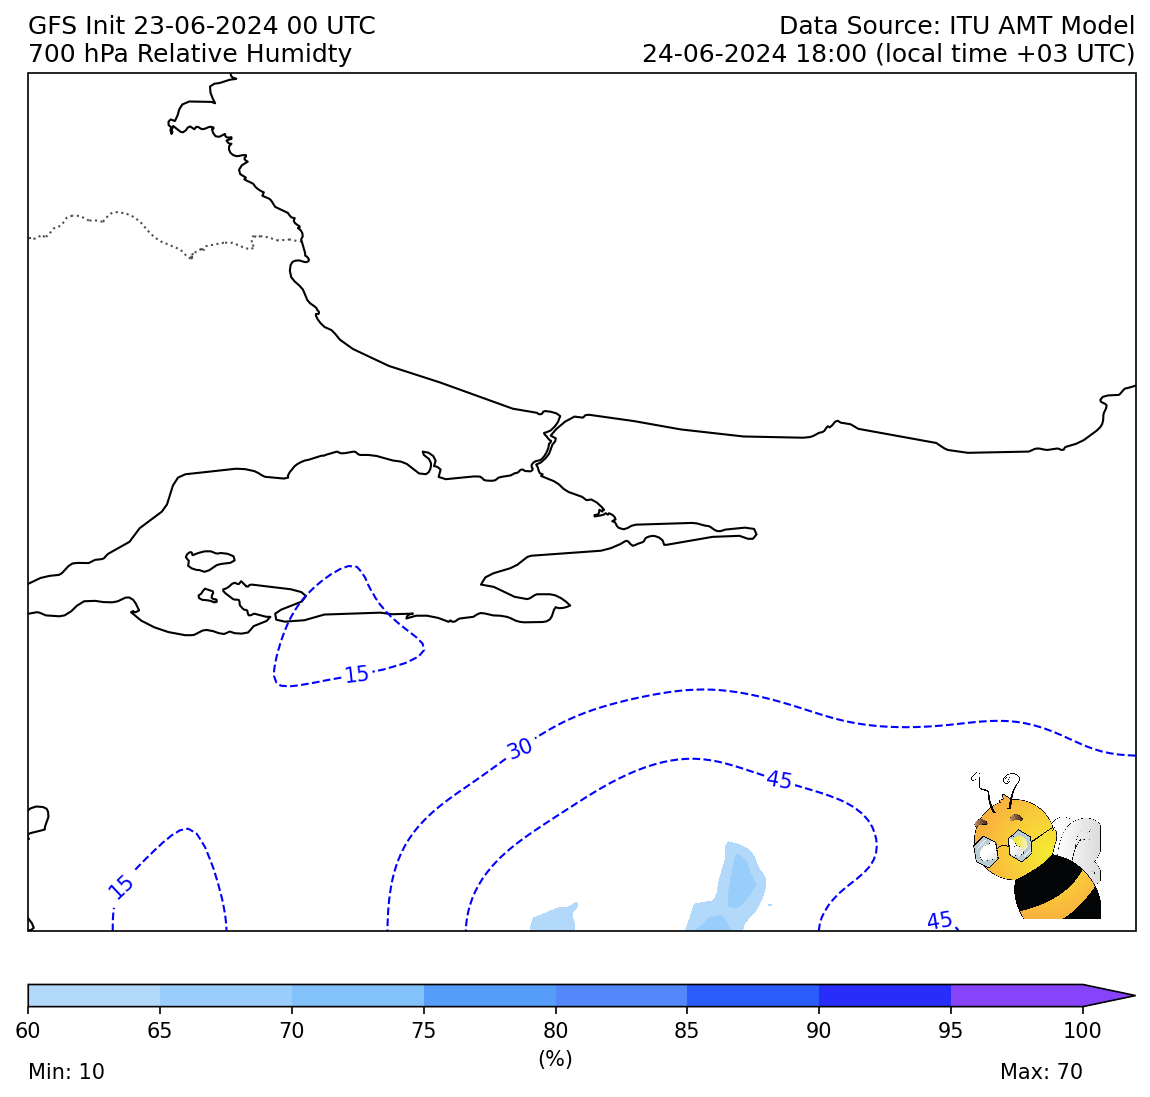 GFS Init 23-06-2024 00 UTC
Data Source: ITU AMT Model
700 hPa Relative Humidty
24-06-2024 18:00 (local time +03 UTC)
15
30
45
15
45
60 65 70 75 80 85 90 95 100
(%)
Min: 10
Max: 70